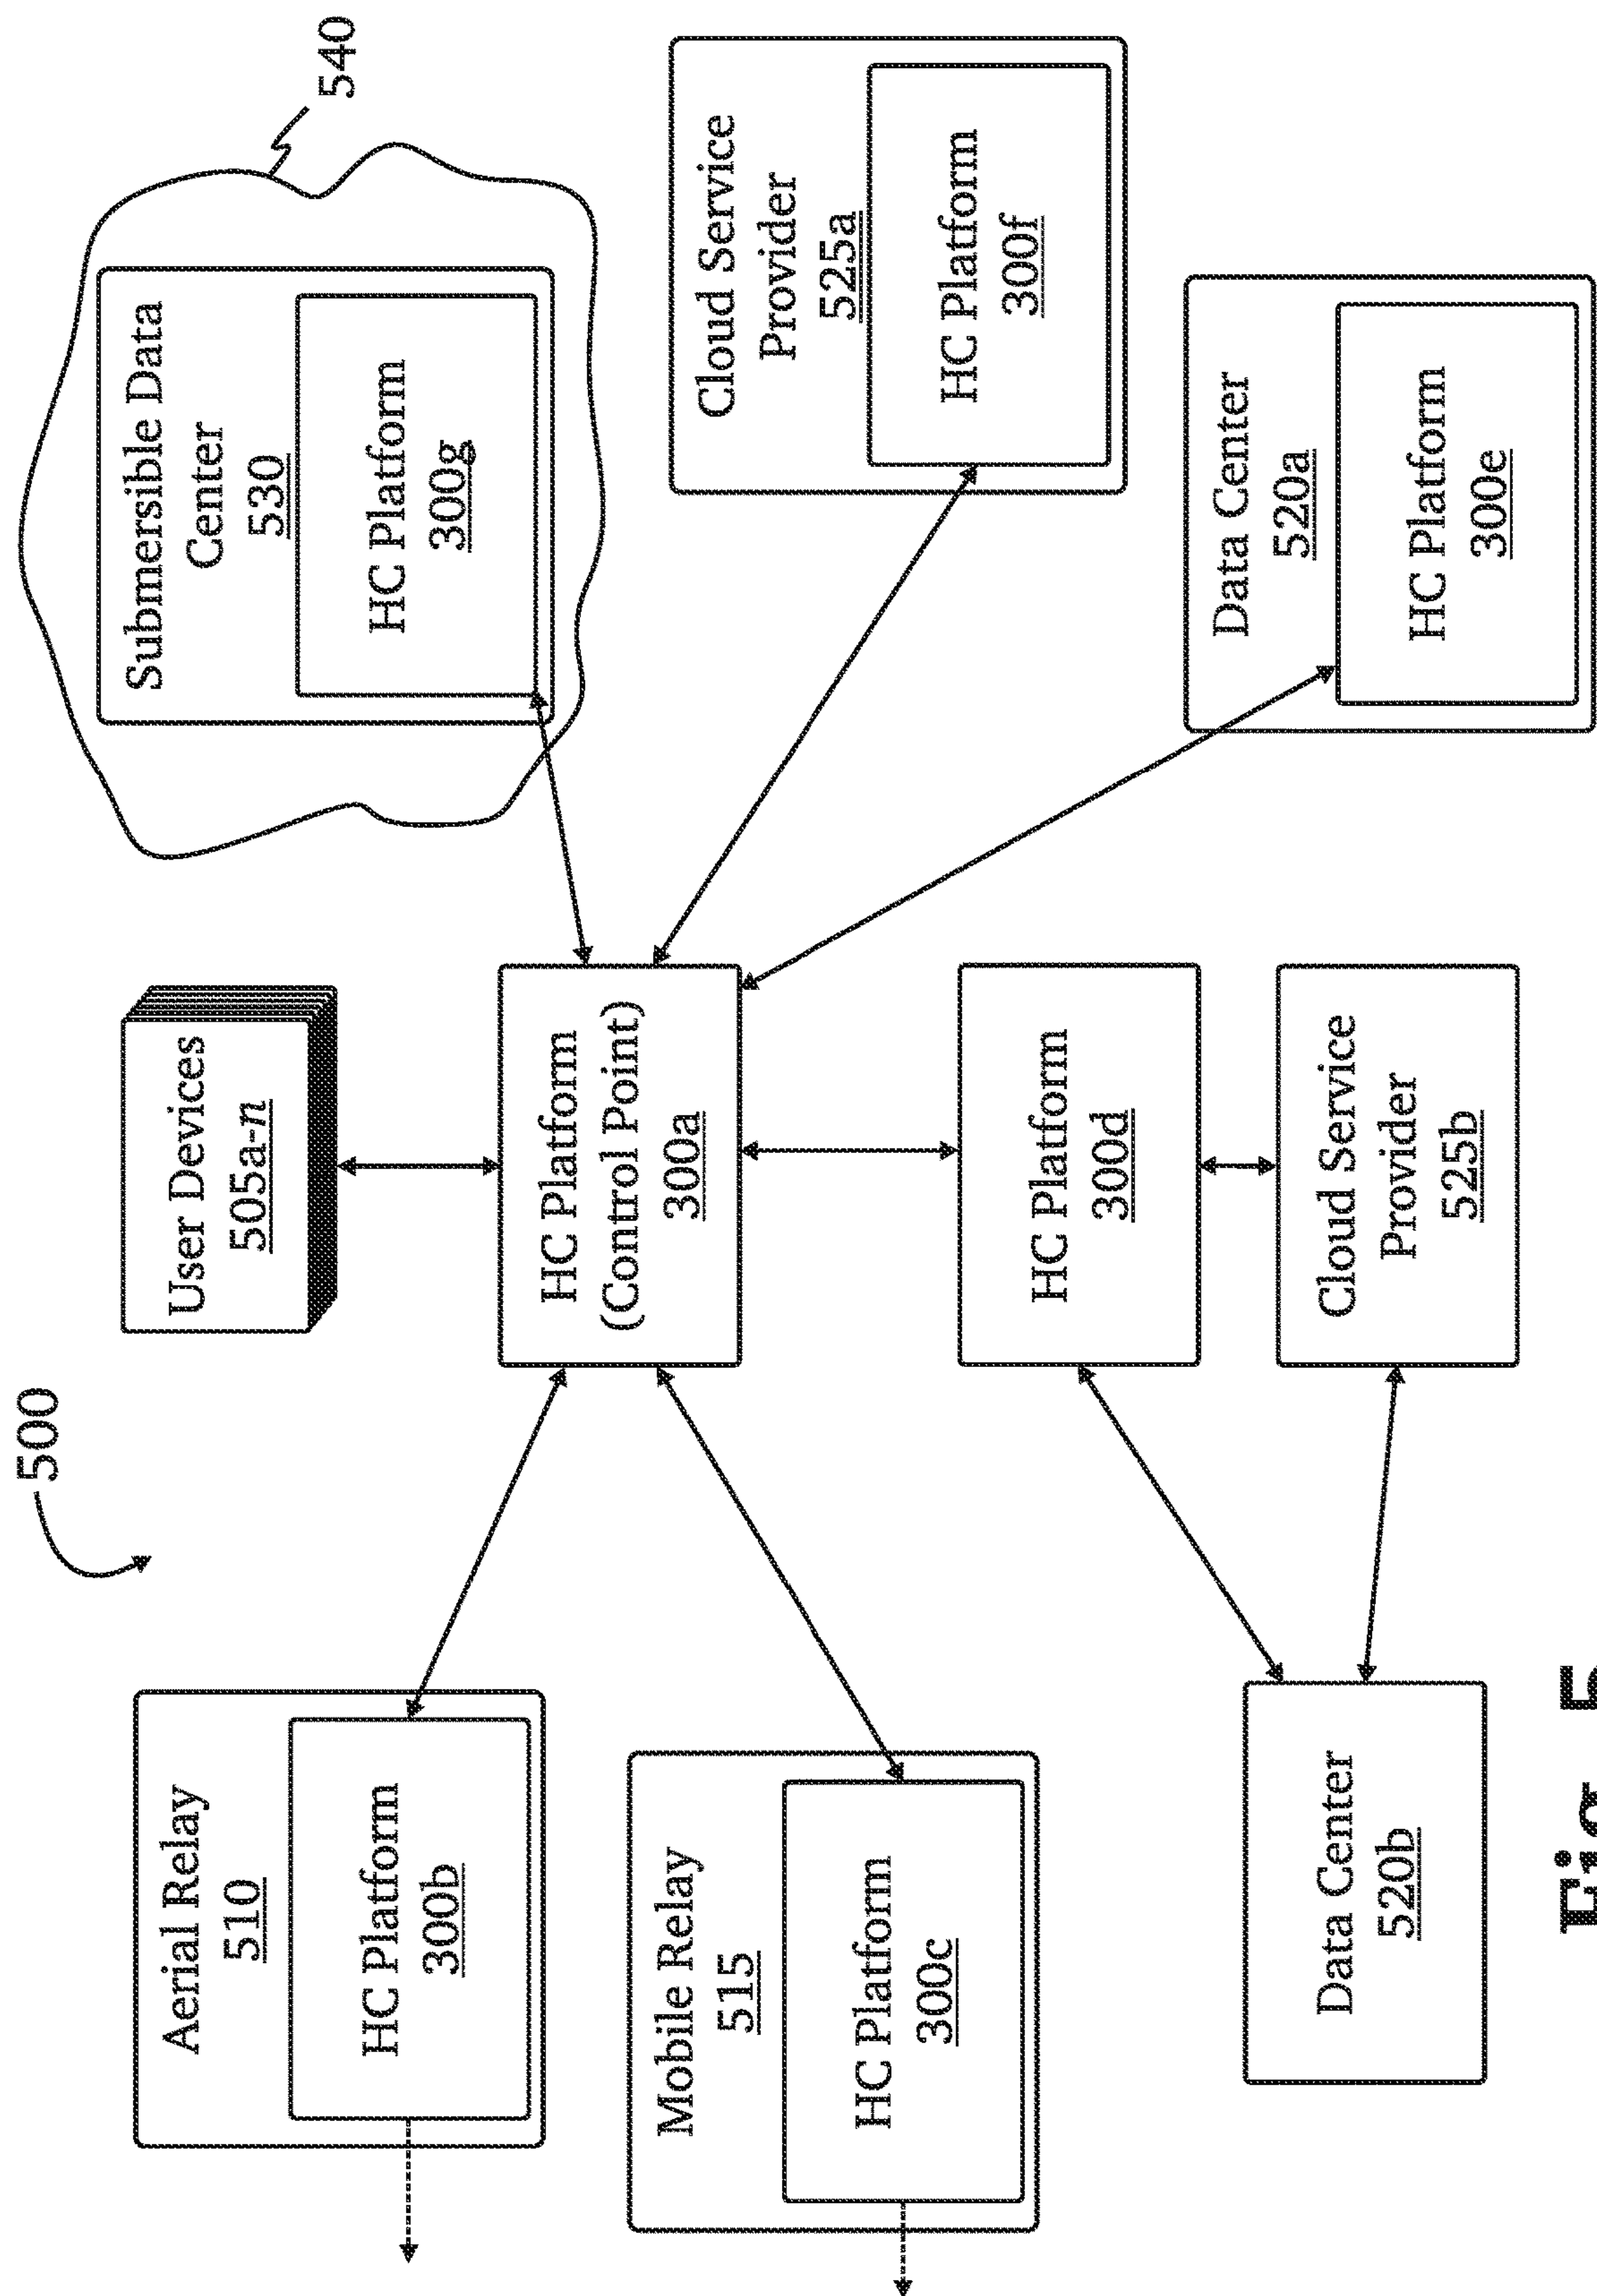 500
Aerial Relay
510
HC Platform
300b
Mobile Relay
515
HC Platform
300c
Data Center
520b
User Devices
505a-n
HC Platform
(Control Point)
300a
HC Platform
300d
Cloud Service
Provider
525b
540
Submersible Data
Center
530
HC Platform
300g
Cloud Service
Provider
525a
HC Platform
300f
Data Center
520a
HC Platform
300e
Fig. 5